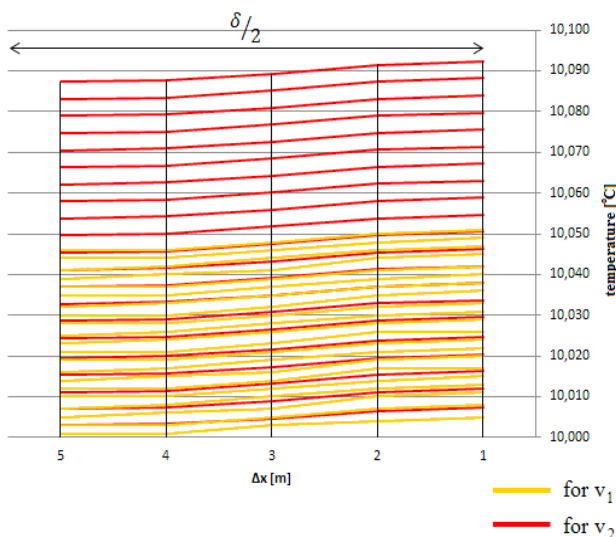 δ/2
10,100
10,090
10,080
10,070
10,060
10,050
10,040
10,030
10,020
10,010
10,000
temperature [°C]
5 4 3 2 1
Δx [m]
for v₁
for v₂